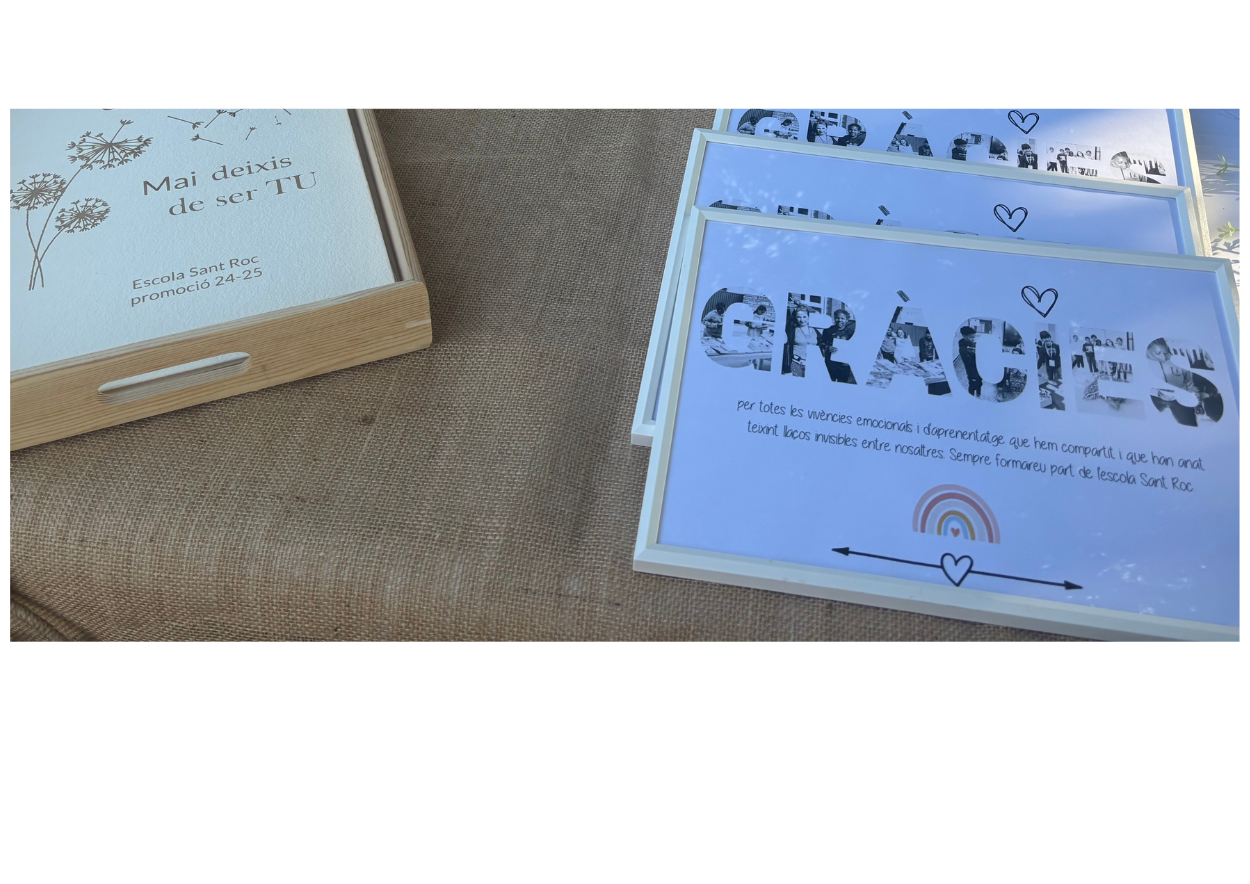 Mai deixis
de ser TU
Escola Sant Roc
promoció 24-25
GRÀCIES
GRÀCIES
per totes les vivències emocionals i d'aprenentatge que hem compartit i que han anat
teixint llaços invisibles entre nosaltres. Sempre formareu part de l'escola Sant Roc.